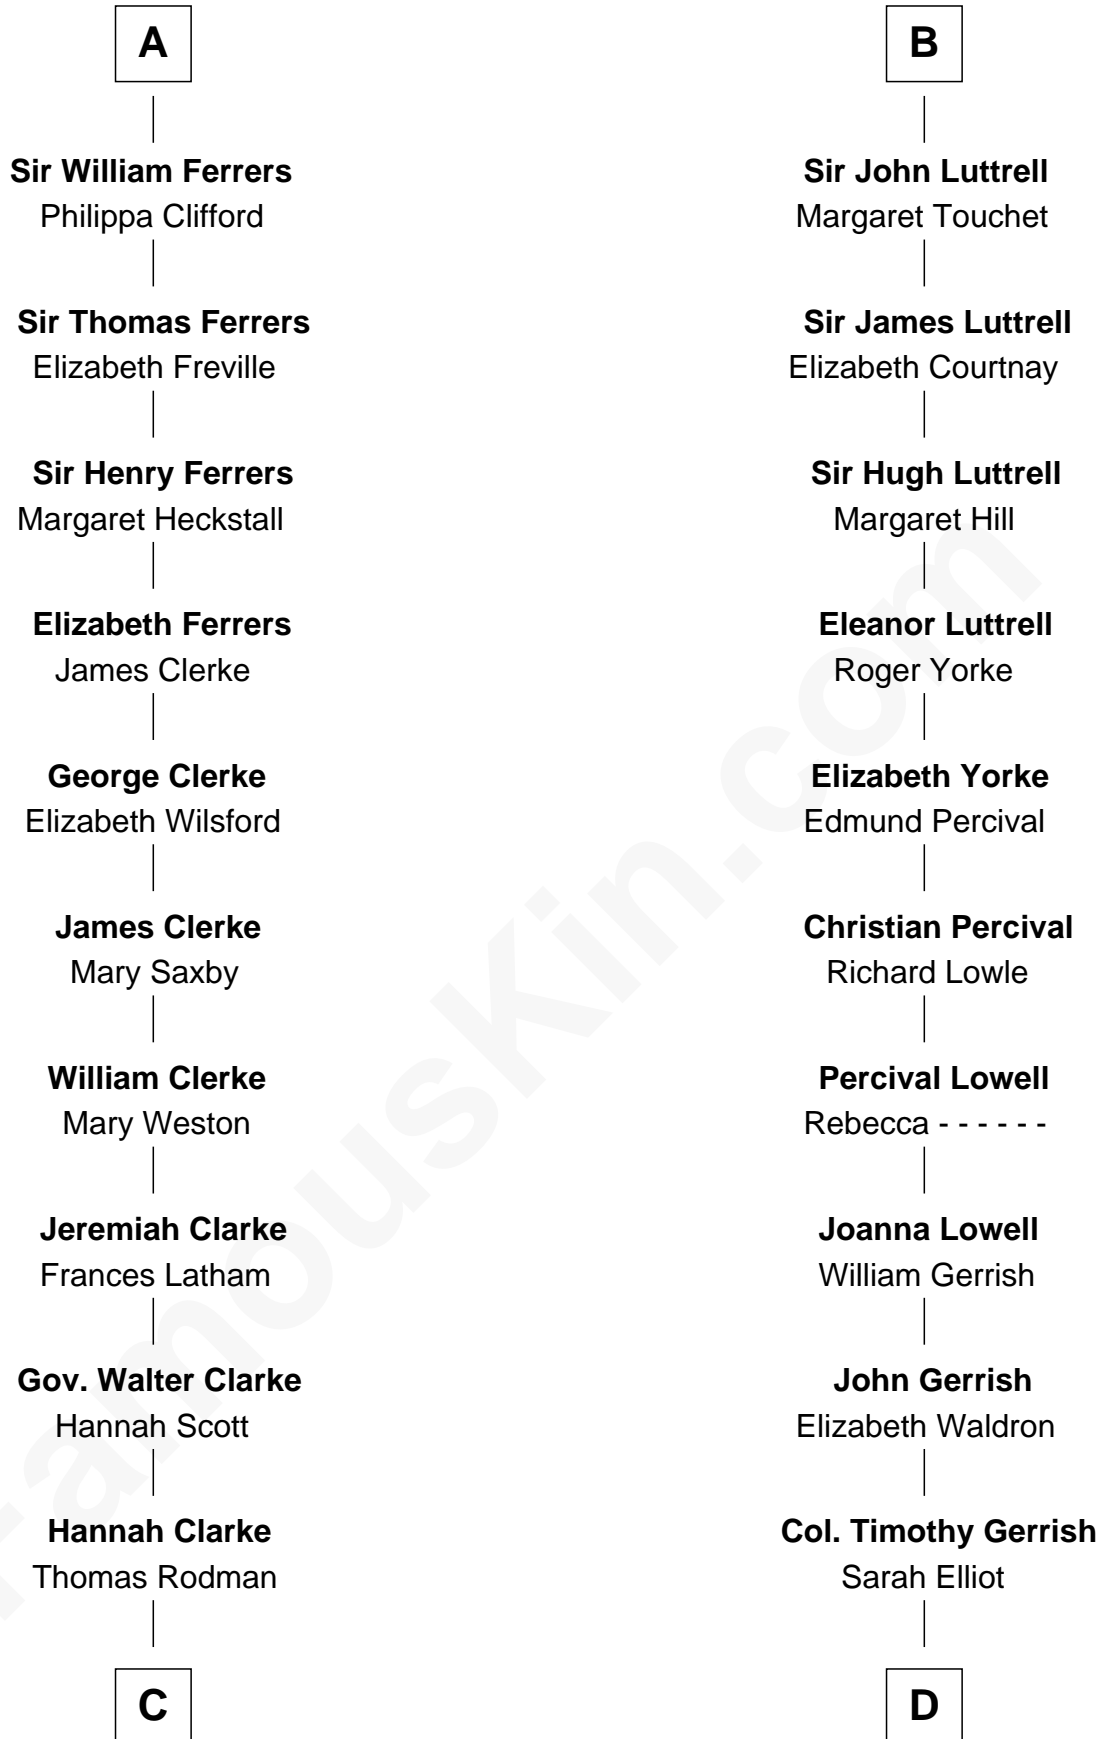 A
Sir William Ferrers
Philippa Clifford
Sir Thomas Ferrers
Elizabeth Freville
Sir Henry Ferrers
Margaret Heckstall
Elizabeth Ferrers
James Clerke
George Clerke
Elizabeth Wilsford
James Clerke
Mary Saxby
William Clerke
Mary Weston
Jeremiah Clarke
Frances Latham
Gov. Walter Clarke
Hannah Scott
Hannah Clarke
Thomas Rodman
C
B
Sir John Luttrell
Margaret Touchet
Sir James Luttrell
Elizabeth Courtnay
Sir Hugh Luttrell
Margaret Hill
Eleanor Luttrell
Roger Yorke
Elizabeth Yorke
Edmund Percival
Christian Percival
Richard Lowle
Percival Lowell
Rebecca - - - - - -
Joanna Lowell
William Gerrish
John Gerrish
Elizabeth Waldron
Col. Timothy Gerrish
Sarah Elliot
D
FamousKin.com